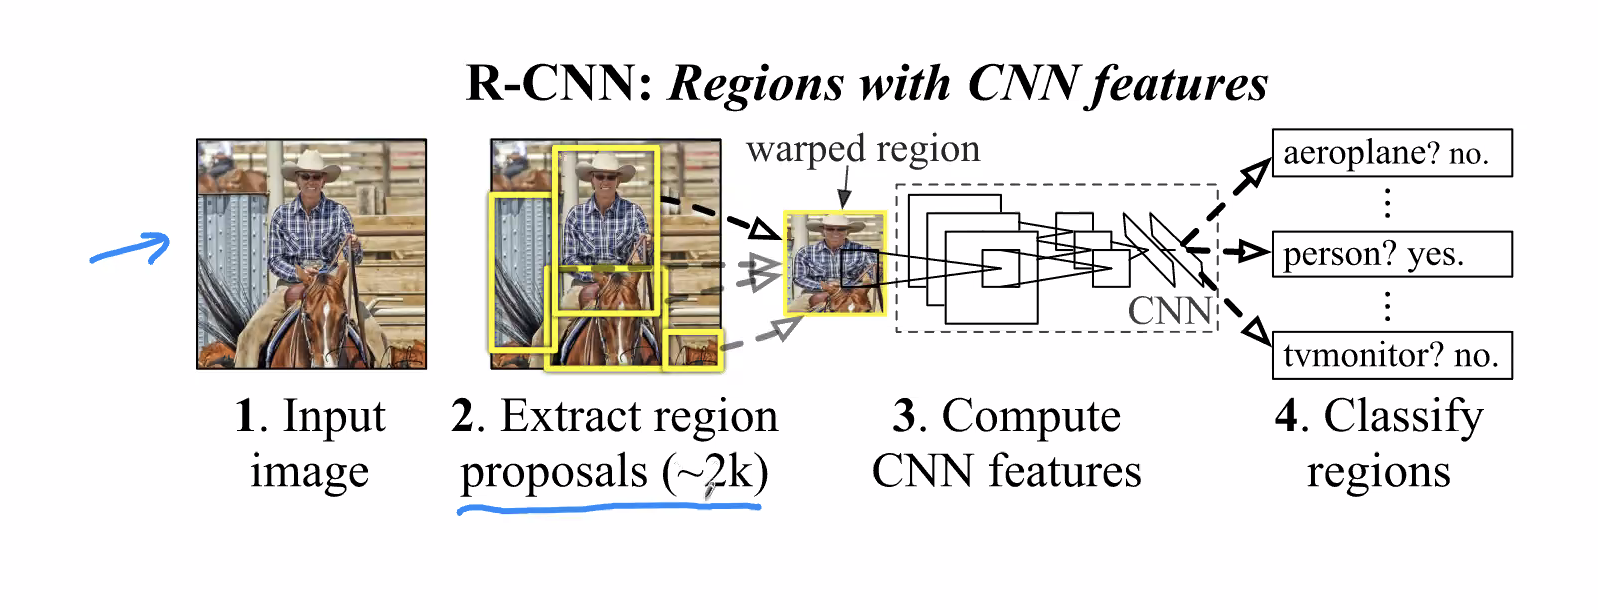 R-CNN: Regions with CNN features
warped region
aeroplane? no.
⋮
person? yes.
⋮
tvmonitor? no.
CNN
1. Input
image
2. Extract region
proposals (~2k)
3. Compute
CNN features
4. Classify
regions